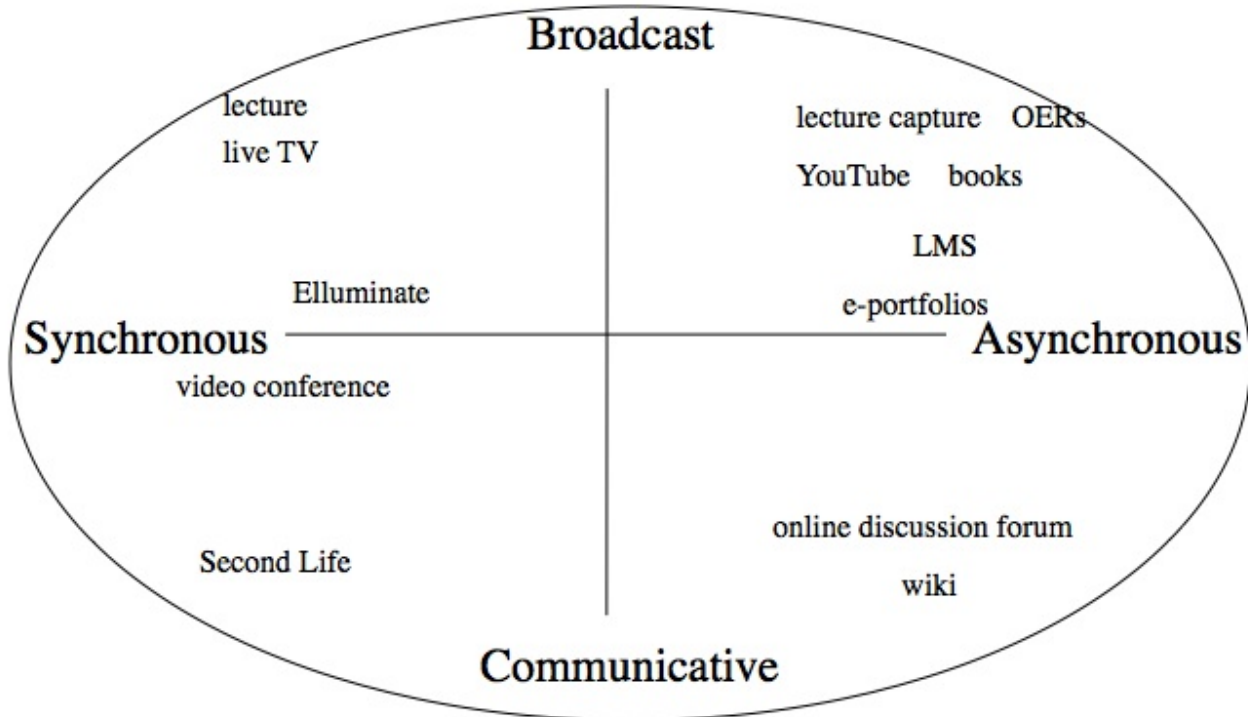 Broadcast
lecture
lecture capture OERs
live TV
YouTube books
LMS
Elluminate
e-portfolios
Synchronous
Asynchronous
video conference
online discussion forum
Second Life
wiki
Communicative